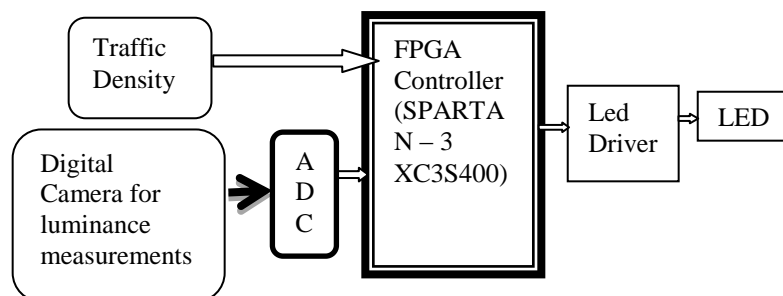 Traffic
Density
FPGA
Controller
(SPARTA
N – 3
XC3S400)
Led
Driver
LED
Digital
Camera for
luminance
measurements
A
D
C